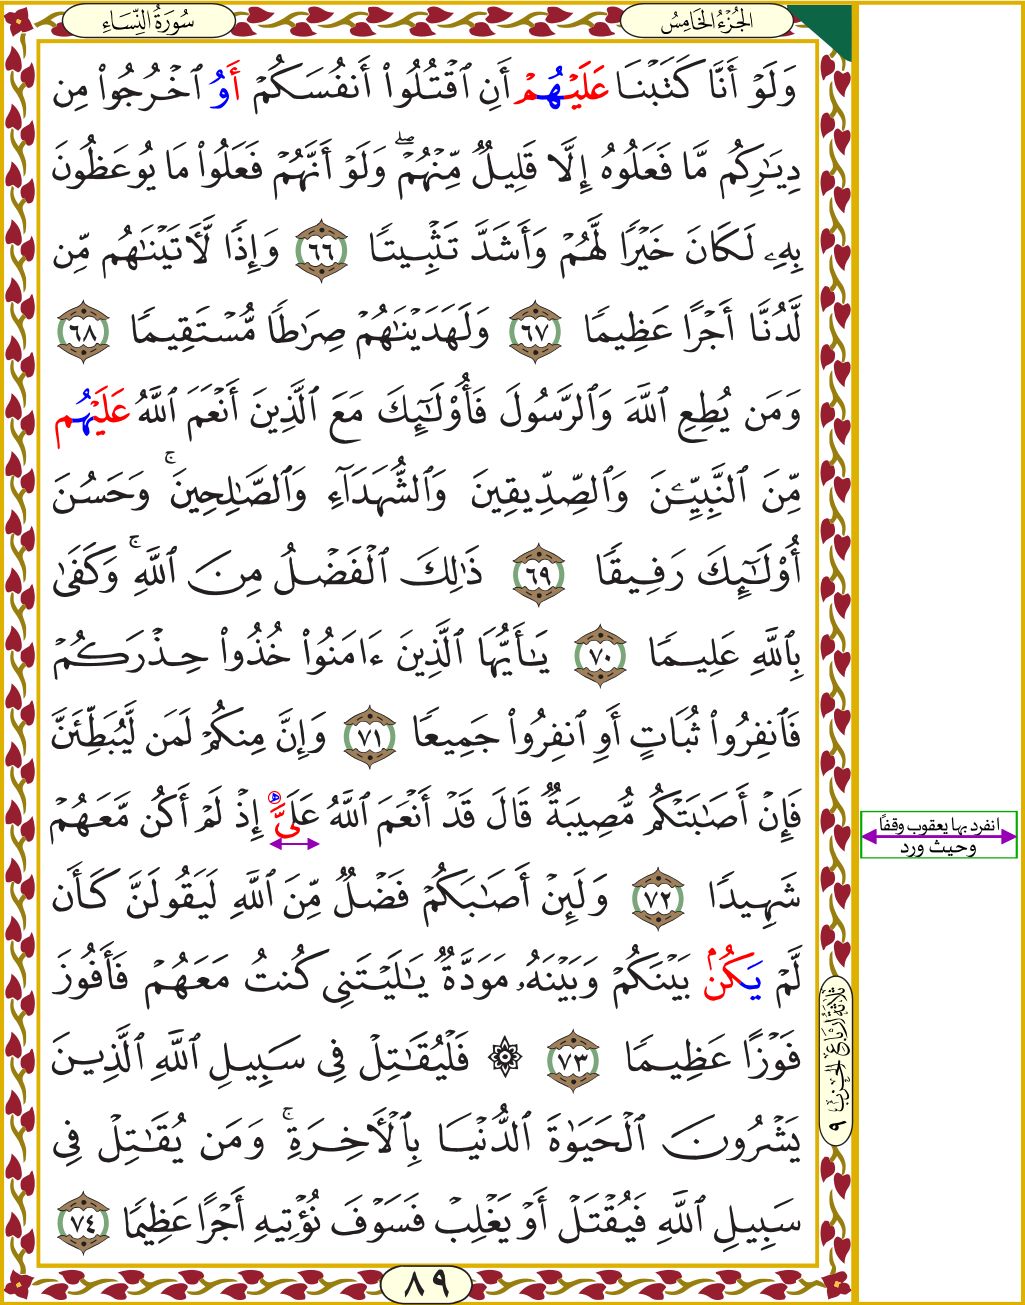 الجُزْءُ الخَامِسُ
سُورَةُ النِّسَاءِ
وَلَوْ أَنَّا كَتَبْنَا عَلَيْهُمْ أَنِ ٱقْتُلُوٓاْ أَنفُسَكُمْ أَوُ ٱخْرُجُواْ مِن
دِيَٰرِكُم مَّا فَعَلُوهُ إِلَّا قَلِيلٌ مِّنْهُمْۖ وَلَوْ أَنَّهُمْ فَعَلُواْ مَا يُوعَظُونَ
بِهِۦ لَكَانَ خَيْرًا لَّهُمْ وَأَشَدَّ تَثْبِيتًا ٦٦ وَإِذًا لَّأٓتَيْنَٰهُم مِّن
لَّدُنَّا أَجْرًا عَظِيمًا ٦٧ وَلَهَدَيْنَٰهُمْ صِرَٰطًا مُّسْتَقِيمًا ٦٨
وَمَن يُطِعِ ٱللَّهَ وَٱلرَّسُولَ فَأُوْلَٰٓئِكَ مَعَ ٱلَّذِينَ أَنْعَمَ ٱللَّهُ عَلَيْهُم
مِّنَ ٱلنَّبِيِّـۧنَ وَٱلصِّدِّيقِينَ وَٱلشُّهَدَآءِ وَٱلصَّٰلِحِينَۚ وَحَسُنَ
أُوْلَٰٓئِكَ رَفِيقًا ٦٩ ذَٰلِكَ ٱلْفَضْلُ مِنَ ٱللَّهِۚ وَكَفَىٰ
بِٱللَّهِ عَلِيمًا ٧٠ يَٰٓأَيُّهَا ٱلَّذِينَ ءَامَنُواْ خُذُواْ حِذْرَكُمْ
فَٱنفِرُواْ ثُبَاتٍ أَوِ ٱنفِرُواْ جَمِيعًا ٧١ وَإِنَّ مِنكُمْ لَمَن لَّيُبَطِّئَنَّ
فَإِنْ أَصَٰبَتْكُم مُّصِيبَةٌ قَالَ قَدْ أَنْعَمَ ٱللَّهُ عَلَيَّ إِذْ لَمْ أَكُن مَّعَهُمْ
انفرد بها يعقوب وقفًا
وحيث ورد
شَهِيدًا ٧٢ وَلَئِنْ أَصَٰبَكُمْ فَضْلٌ مِّنَ ٱللَّهِ لَيَقُولَنَّ كَأَن
لَّمْ يَكُنۢ بَيْنَكُمْ وَبَيْنَهُۥ مَوَدَّةٌ يَٰلَيْتَنِي كُنتُ مَعَهُمْ فَأَفُوزَ
فَوْزًا عَظِيمًا ٧٣ ۞ فَلْيُقَٰتِلْ فِي سَبِيلِ ٱللَّهِ ٱلَّذِينَ
يَشْرُونَ ٱلْحَيَوٰةَ ٱلدُّنْيَا بِٱلْأٓخِرَةِۚ وَمَن يُقَٰتِلْ فِي
سَبِيلِ ٱللَّهِ فَيُقْتَلْ أَوْ يَغْلِبْ فَسَوْفَ نُؤْتِيهِ أَجْرًا عَظِيمًا ٧٤
ثَلَاثَةُ أَرْبَاعِ الحِزْبِ ٩
٨٩